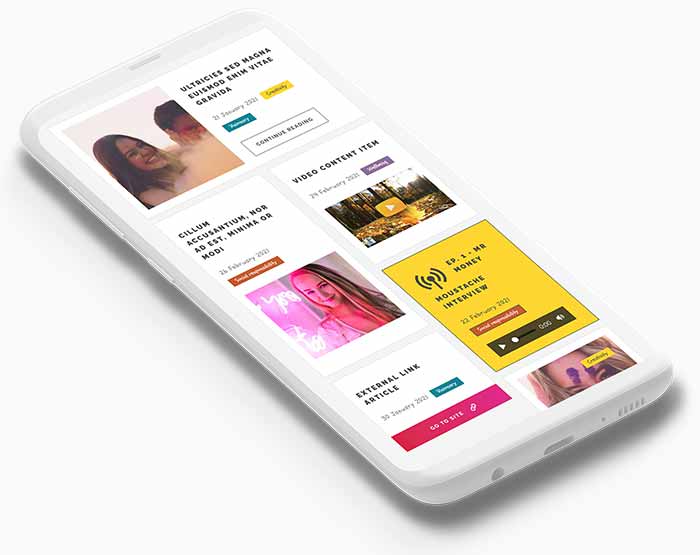 ULTRICIES SED MAGNA
EUISMOD ENIM VITAE
GRAVIDA
21 January 2021
Creativity
Visionary
CONTINUE READING
VIDEO CONTENT ITEM
24 February 2021
Wellbeing
CILLUM
ACCUSANTIUM, NOR
AD EST, MINIMA OR
MODI
26 February 2021
Social responsibility
EP. 1 – MR
MONEY
MOUSTACHE
INTERVIEW
22 February 2021
Social responsibility
0:00
EXTERNAL LINK
ARTICLE
30 January 2021
Visionary
GO TO SITE
Creativity